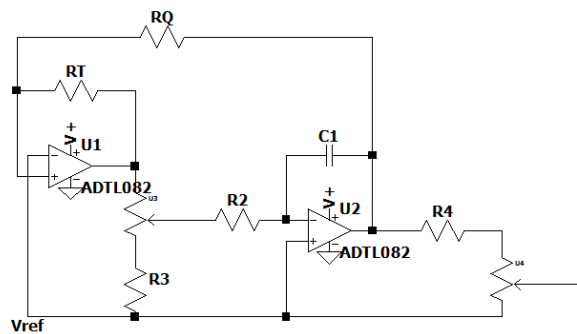 RQ
RT
V+
U1
ADTL082
U3
R3
R2
C1
V+
U2
ADTL082
R4
U4
Vref